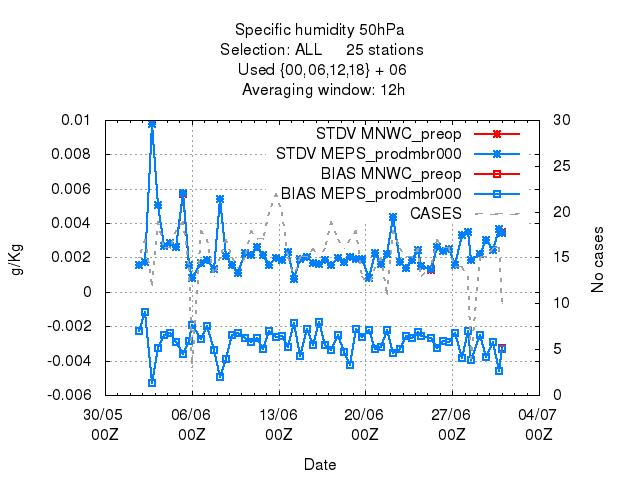 Specific humidity 50hPa
Selection: ALL 25 stations
Used {00,06,12,18} + 06
Averaging window: 12h
STDV MNWC_preop
STDV MEPS_prodmbr000
BIAS MNWC_preop
BIAS MEPS_prodmbr000
CASES
0.01
0.008
0.006
0.004
0.002
0
-0.002
-0.004
-0.006
g/Kg
30
25
20
15
10
5
0
No cases
30/05 06/06 13/06 20/06 27/06 04/07
00Z 00Z 00Z 00Z 00Z 00Z
Date